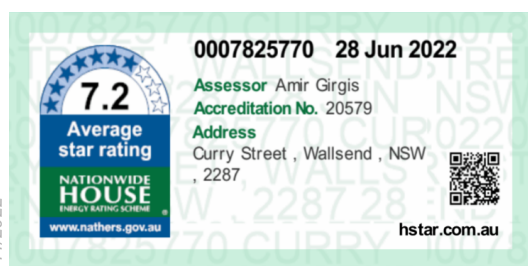 0007825770 28 Jun 2022
7.2
Average
star rating
NATIONWIDE
HOUSE
ENERGY RATING SCHEME
®
www.nathers.gov.au
Assessor Amir Girgis
Accreditation No. 20579
Address
Curry Street , Wallsend , NSW
, 2287
hstar.com.au